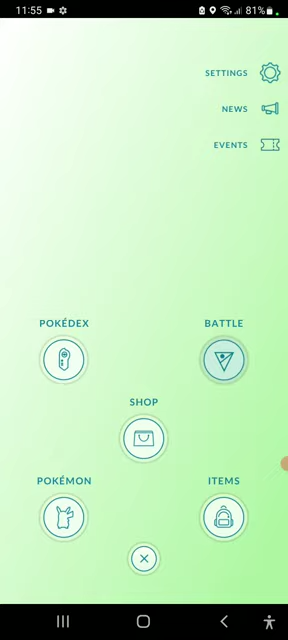 11:55
81%
SETTINGS
NEWS
EVENTS
POKÉDEX
BATTLE
SHOP
POKÉMON
ITEMS